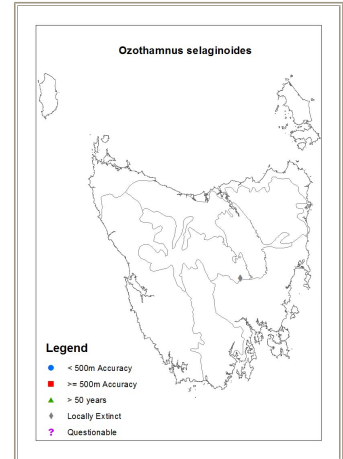 Ozothamnus selaginoides
Legend
< 500m Accuracy
>= 500m Accuracy
> 50 years
Locally Extinct
? Questionable